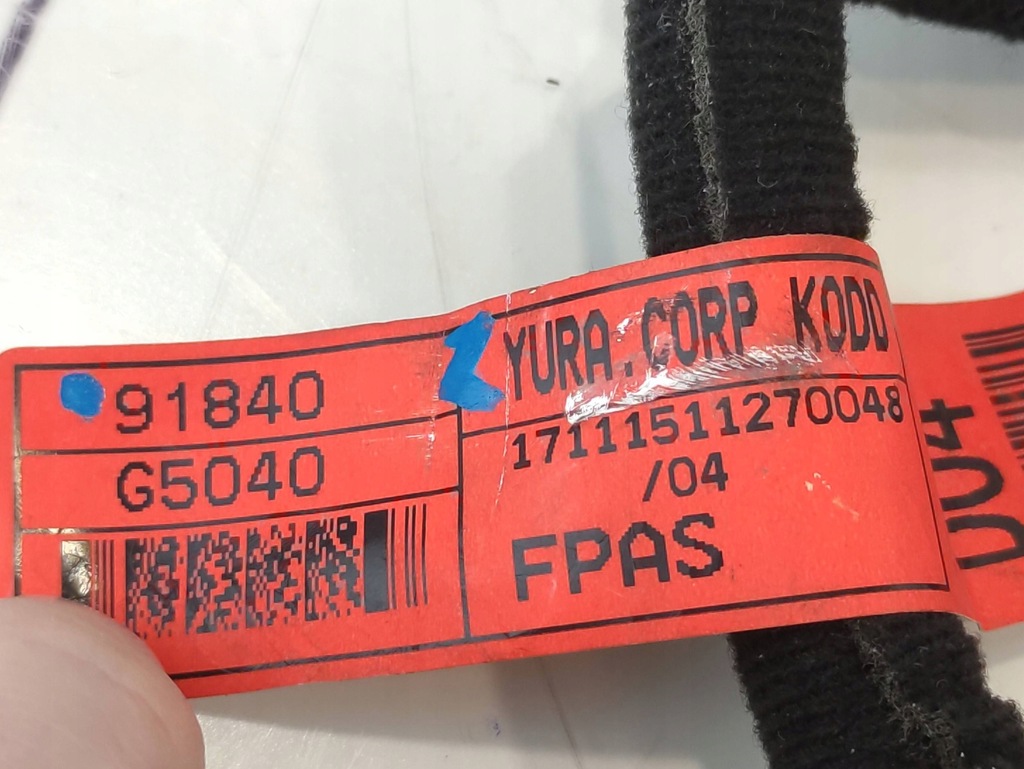 91840
G5040
YURA.CORP KODD
17111511270048
/04
FPAS
UU4